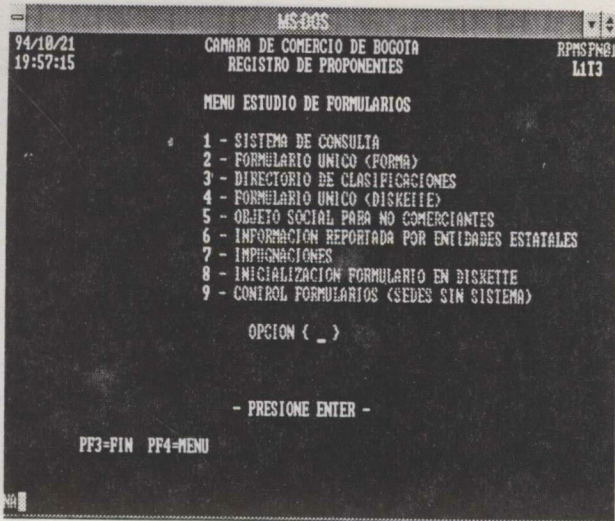 MS-DOS
94/10/21 CAMARA DE COMERCIO DE BOGOTA RPMSPN01
19:57:15 REGISTRO DE PROPONENTES L1T3
MENU ESTUDIO DE FORMULARIOS
1 - SISTEMA DE CONSULTA
2 - FORMULARIO UNICO (FORMA)
3 - DIRECTORIO DE CLASIFICACIONES
4 - FORMULARIO UNICO (DISKETTE)
5 - OBJETO SOCIAL PARA NO COMERCIANTES
6 - INFORMACION REPORTADA POR ENTIDADES ESTATALES
7 - IMPUGNACIONES
8 - INICIALIZACION FORMULARIO EN DISKETTE
9 - CONTROL FORMULARIOS (SEDES SIN SISTEMA)
OPCION { _ }
- PRESIONE ENTER -
PF3=FIN PF4=MENU
NA